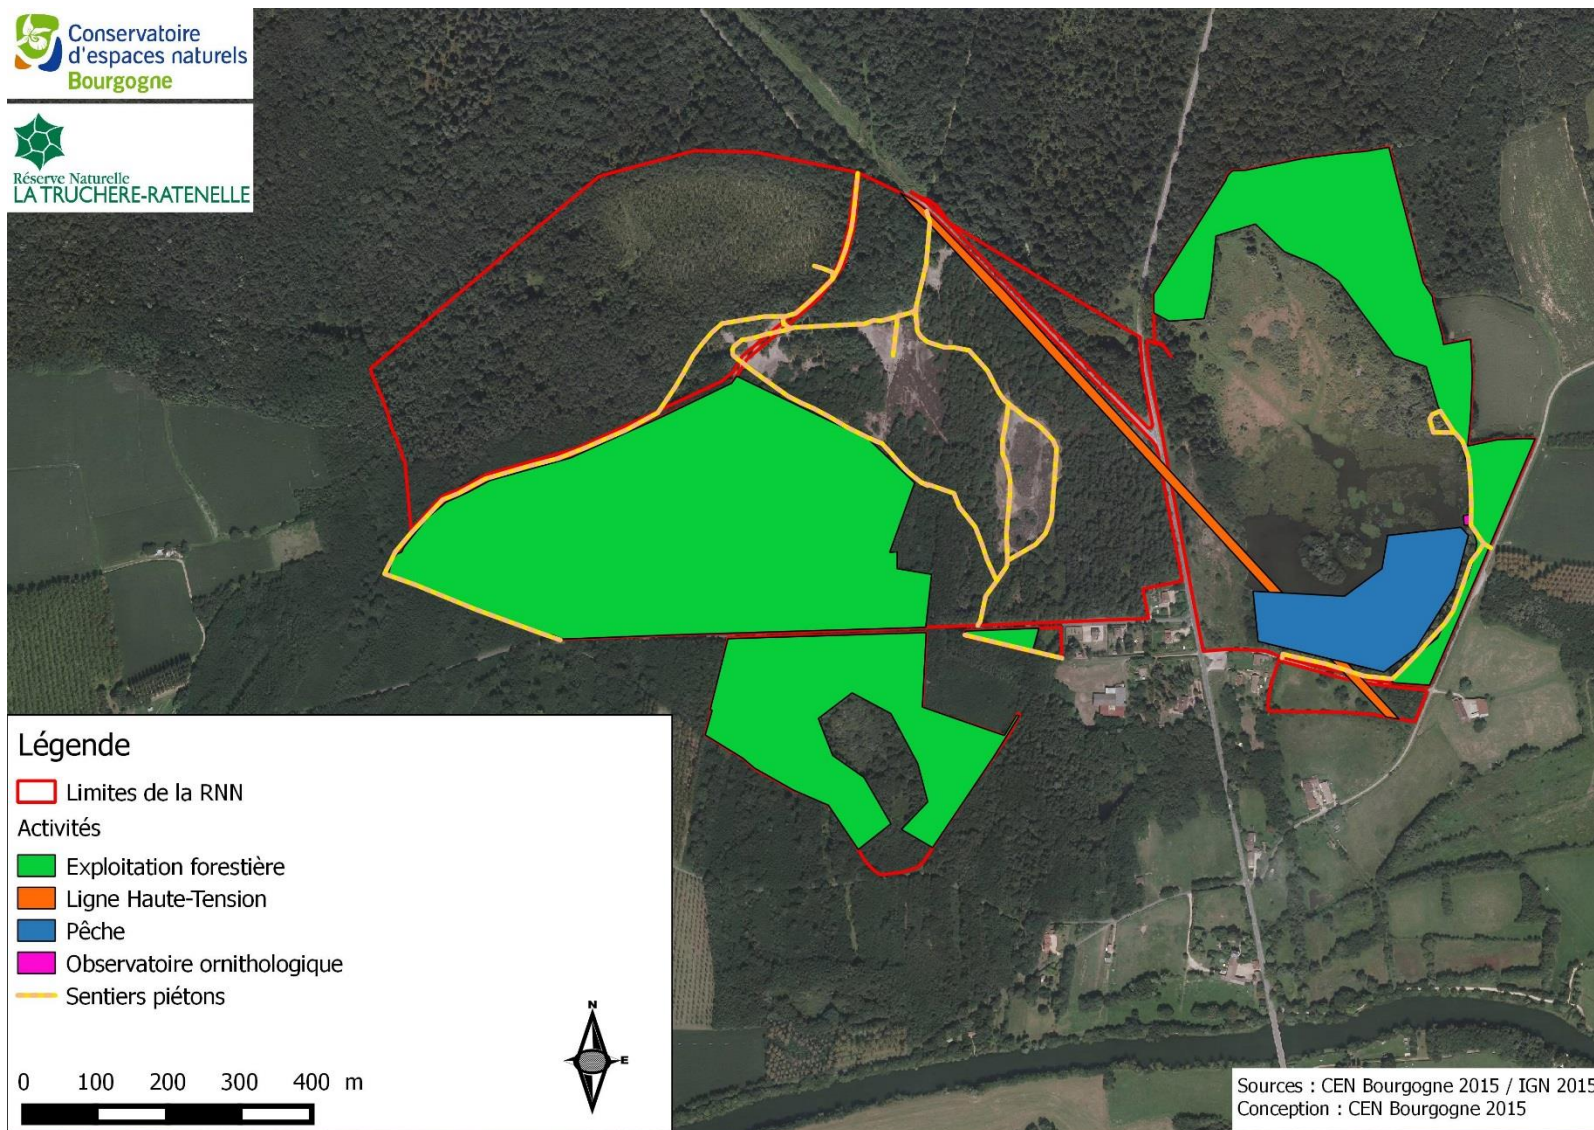 Conservatoire
d'espaces naturels
Bourgogne
Réserve Naturelle
LA TRUCHERE-RATENELLE
Légende
Limites de la RNN
Activités
Exploitation forestière
Ligne Haute-Tension
Pêche
Observatoire ornithologique
Sentiers piétons
N
E
0 100 200 300 400 m
Sources : CEN Bourgogne 2015 / IGN 2015
Conception : CEN Bourgogne 2015